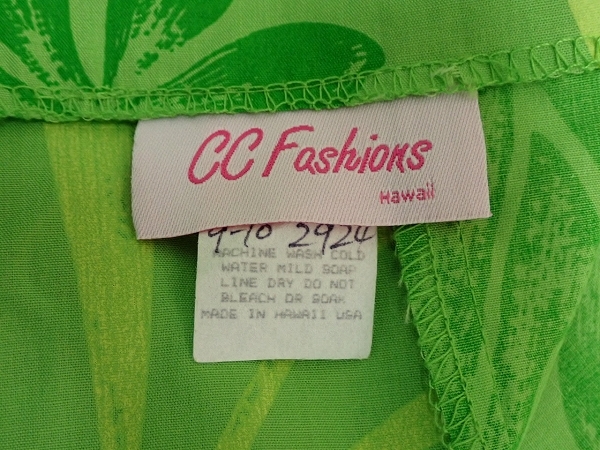 CC Fashions
Hawaii
9-10 2924
MACHINE WASH COLD
WATER MILD SOAP
LINE DRY DO NOT
BLEACH OR SOAK
MADE IN HAWAII USA